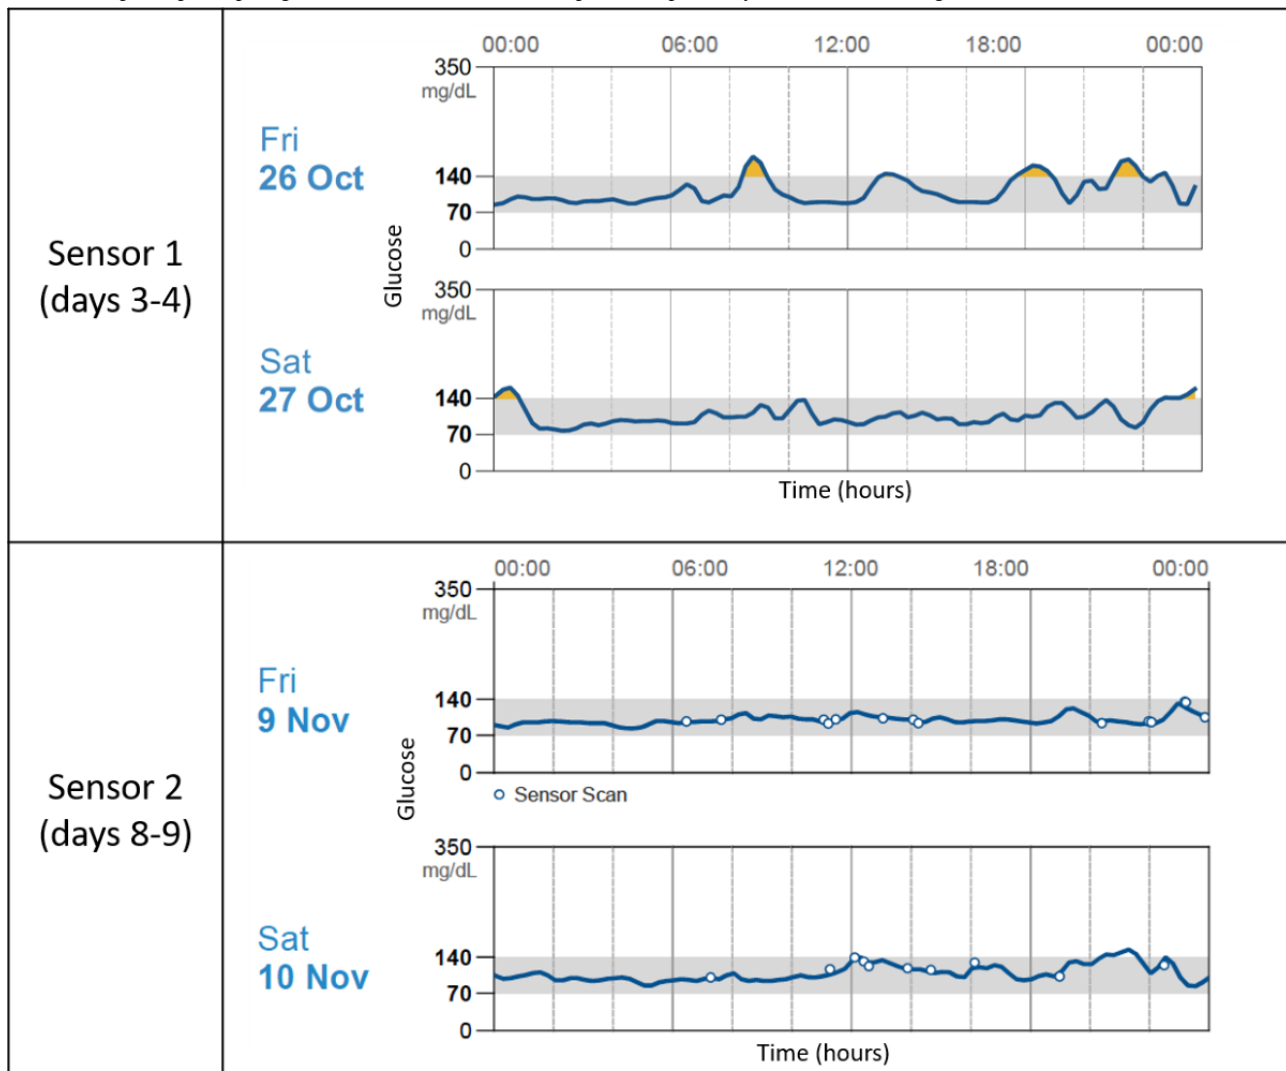 Sensor 1
(days 3-4)
00:00 06:00 12:00 18:00 00:00
350
mg/dL
Fri
26 Oct
140
70
0
Glucose
350
mg/dL
Sat
27 Oct
140
70
0
Time (hours)
Sensor 2
(days 8-9)
00:00 06:00 12:00 18:00 00:00
350
mg/dL
Fri
9 Nov
140
70
0
Glucose
Sensor Scan
350
mg/dL
Sat
10 Nov
140
70
0
Time (hours)